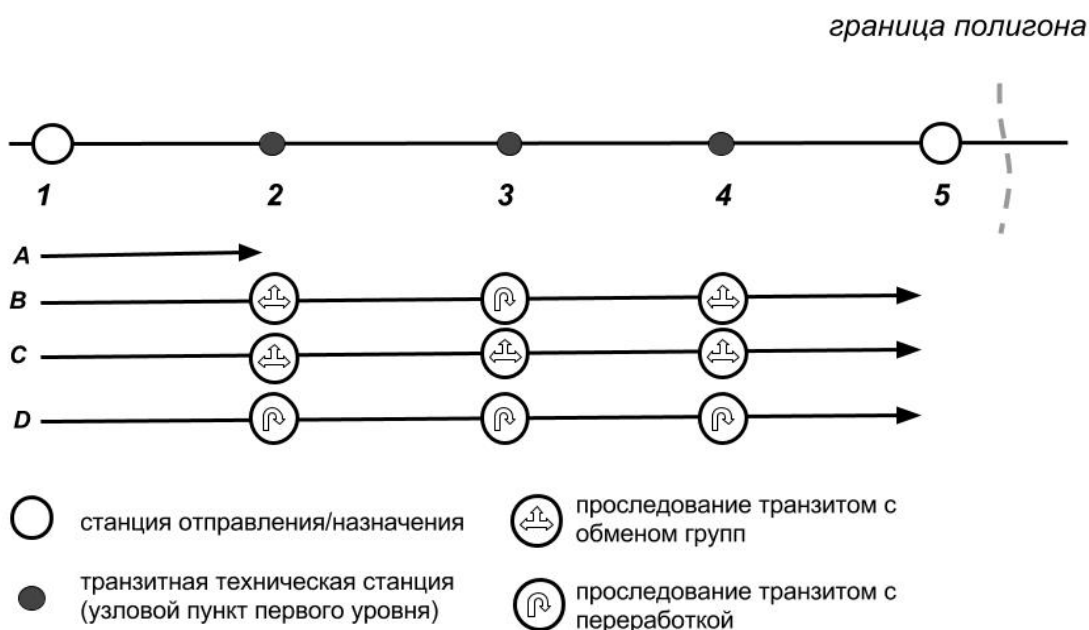 граница полигона
1 2 3 4 5
A
B
C
D
станция отправления/назначения
проследование транзитом с
обменом групп
транзитная техническая станция
(узловой пункт первого уровня)
проследование транзитом с
переработкой